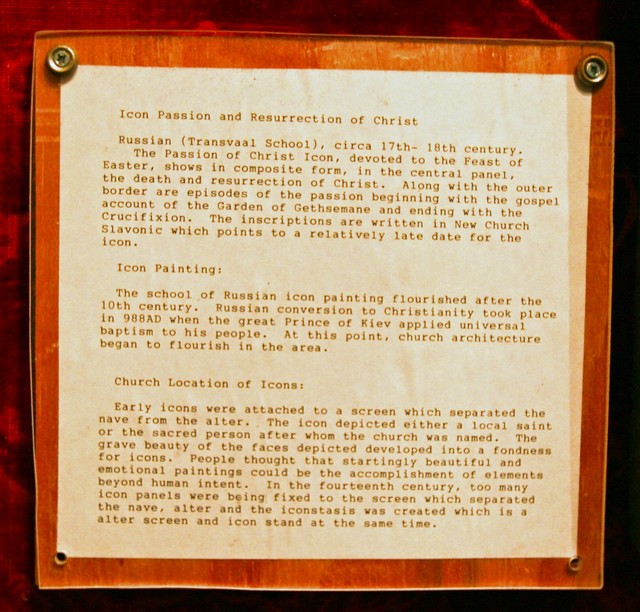 Icon Passion and Resurrection of Christ
Russian (Transvaal School), circa 17th- 18th century.
The Passion of Christ Icon, devoted to the Feast of
Easter, shows in composite form, in the central panel,
the death and resurrection of Christ. Along with the outer
border are episodes of the passion beginning with the gospel
account of the Garden of Gethsemane and ending with the
Crucifixion. The inscriptions are written in New Church
Slavonic which points to a relatively late date for the
icon.
Icon Painting:
The school of Russian icon painting flourished after the
10th century. Russian conversion to Christianity took place
in 988AD when the great Prince of Kiev applied universal
baptism to his people. At this point, church architecture
began to flourish in the area.
Church Location of Icons:
Early icons were attached to a screen which separated the
nave from the alter. The icon depicted either a local saint
or the sacred person after whom the church was named. The
grave beauty of the faces depicted developed into a fondness
for icons. People thought that startingly beautiful and
emotional paintings could be the accomplishment of elements
beyond human intent. In the fourteenth century, too many
icon panels were being fixed to the screen which separated
the nave, alter and the iconstasis was created which is a
alter screen and icon stand at the same time.